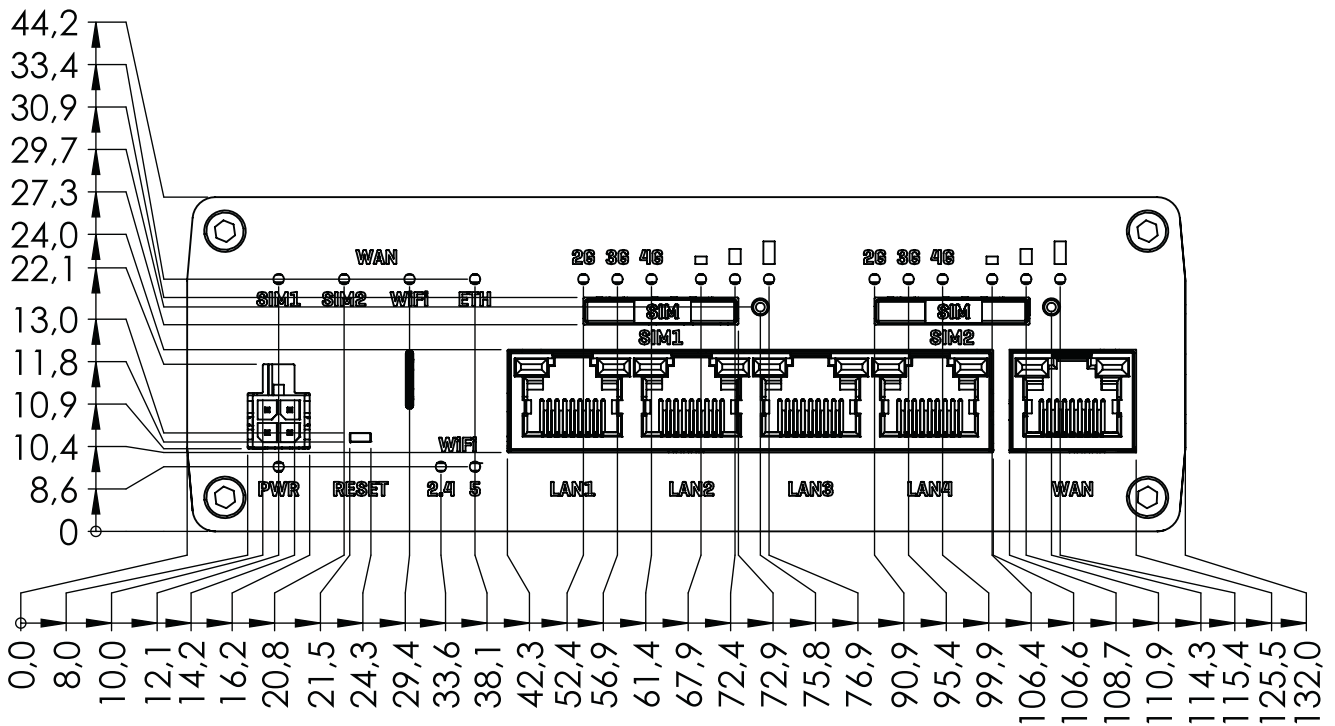 44,2
33,4
30,9
29,7
27,3
24,0
22,1
13,0
11,8
10,9
10,4
8,6
0
WAN
2G 3G 4G
2G 3G 4G
SIM1 SIM2 WiFi ETH
SIM
SIM
SIM1
SIM2
WiFi
PWR RESET 2.4 5 LAN1 LAN2 LAN3 LAN4 WAN
0,0 8,0 10,0 12,1 14,2 16,2 20,8 21,5 24,3 29,4 33,6 38,1 42,3 52,4 56,9 61,4 67,9 72,4 72,9 75,8 76,9 90,9 95,4 99,9 106,4 106,6 108,7 110,9 114,3 115,4 125,5 132,0